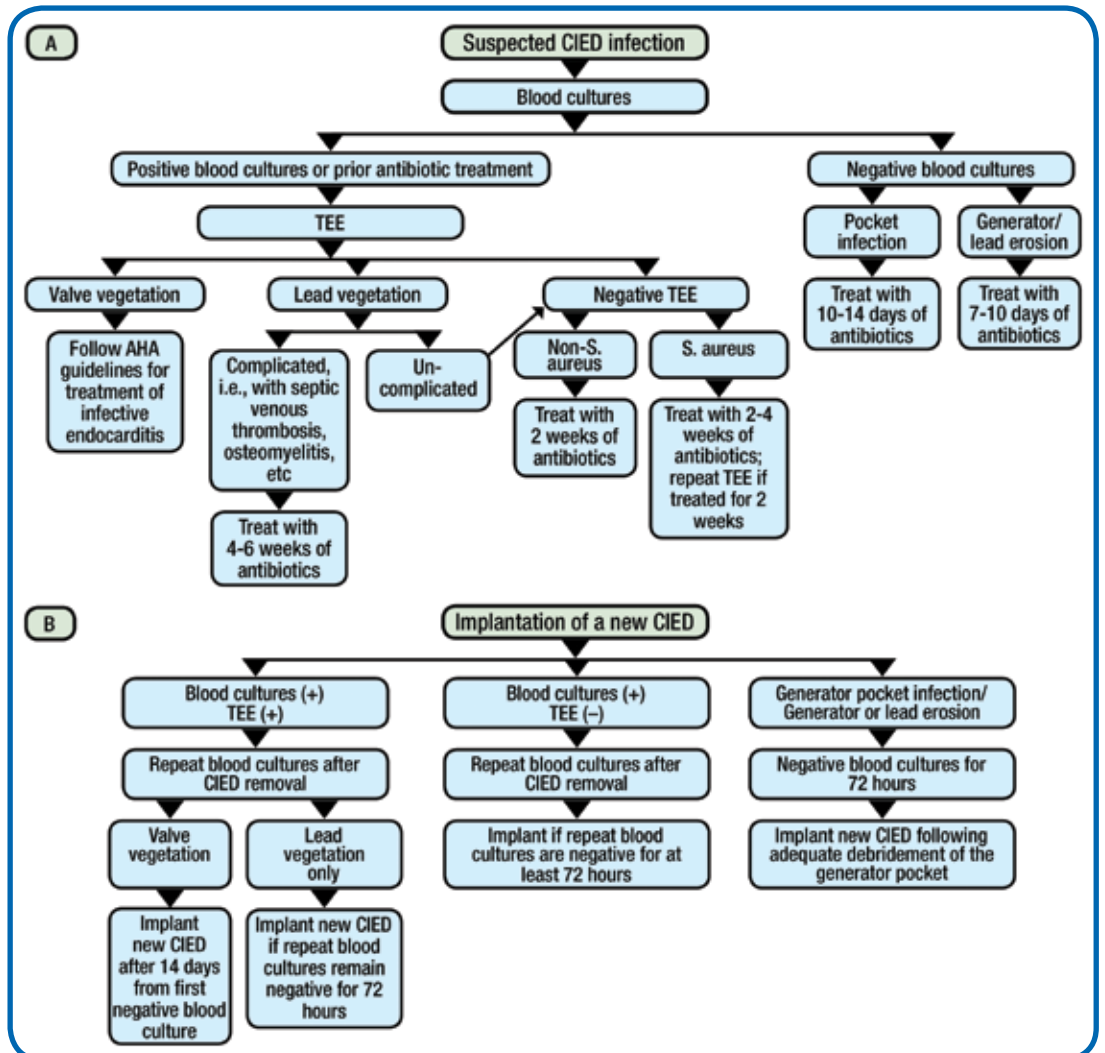 A
Suspected CIED infection
Blood cultures
Positive blood cultures or prior antibiotic treatment
Negative blood cultures
TEE
Pocket
infection
Generator/
lead erosion
Valve vegetation
Lead vegetation
Negative TEE
Treat with
10-14 days of
antibiotics
Treat with
7-10 days of
antibiotics
Follow AHA
guidelines for
treatment of
infective
endocarditis
Complicated,
i.e., with septic
venous
thrombosis,
osteomyelitis,
etc
Un-
complicated
Non-S.
aureus
S. aureus
Treat with
2 weeks of
antibiotics
Treat with 2-4
weeks of
antibiotics;
repeat TEE if
treated for 2
weeks
Treat with
4-6 weeks of
antibiotics
B
Implantation of a new CIED
Blood cultures (+)
TEE (+)
Blood cultures (+)
TEE (–)
Generator pocket infection/
Generator or lead erosion
Repeat blood cultures after
CIED removal
Repeat blood cultures after
CIED removal
Negative blood cultures for
72 hours
Valve
vegetation
Lead
vegetation
only
Implant if repeat blood
cultures are negative for at
least 72 hours
Implant new CIED following
adequate debridement of the
generator pocket
Implant
new CIED
after 14 days
from first
negative blood
culture
Implant new CIED
if repeat blood
cultures remain
negative for 72
hours